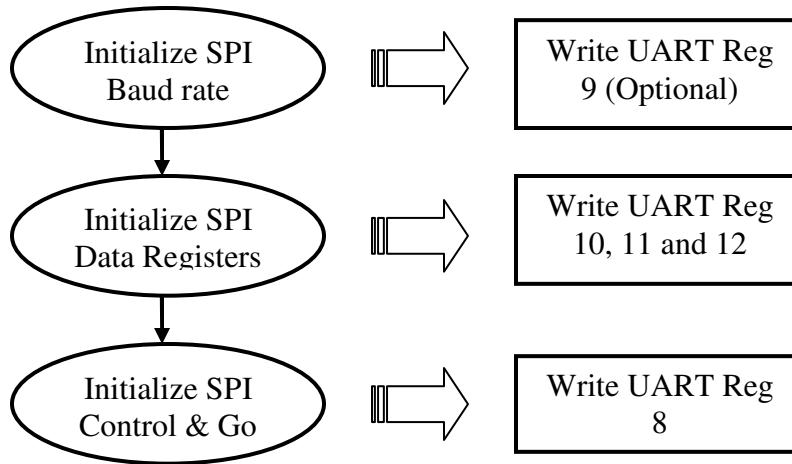 Initialize SPI
Baud rate
Write UART Reg
9 (Optional)
Initialize SPI
Data Registers
Write UART Reg
10, 11 and 12
Initialize SPI
Control & Go
Write UART Reg
8